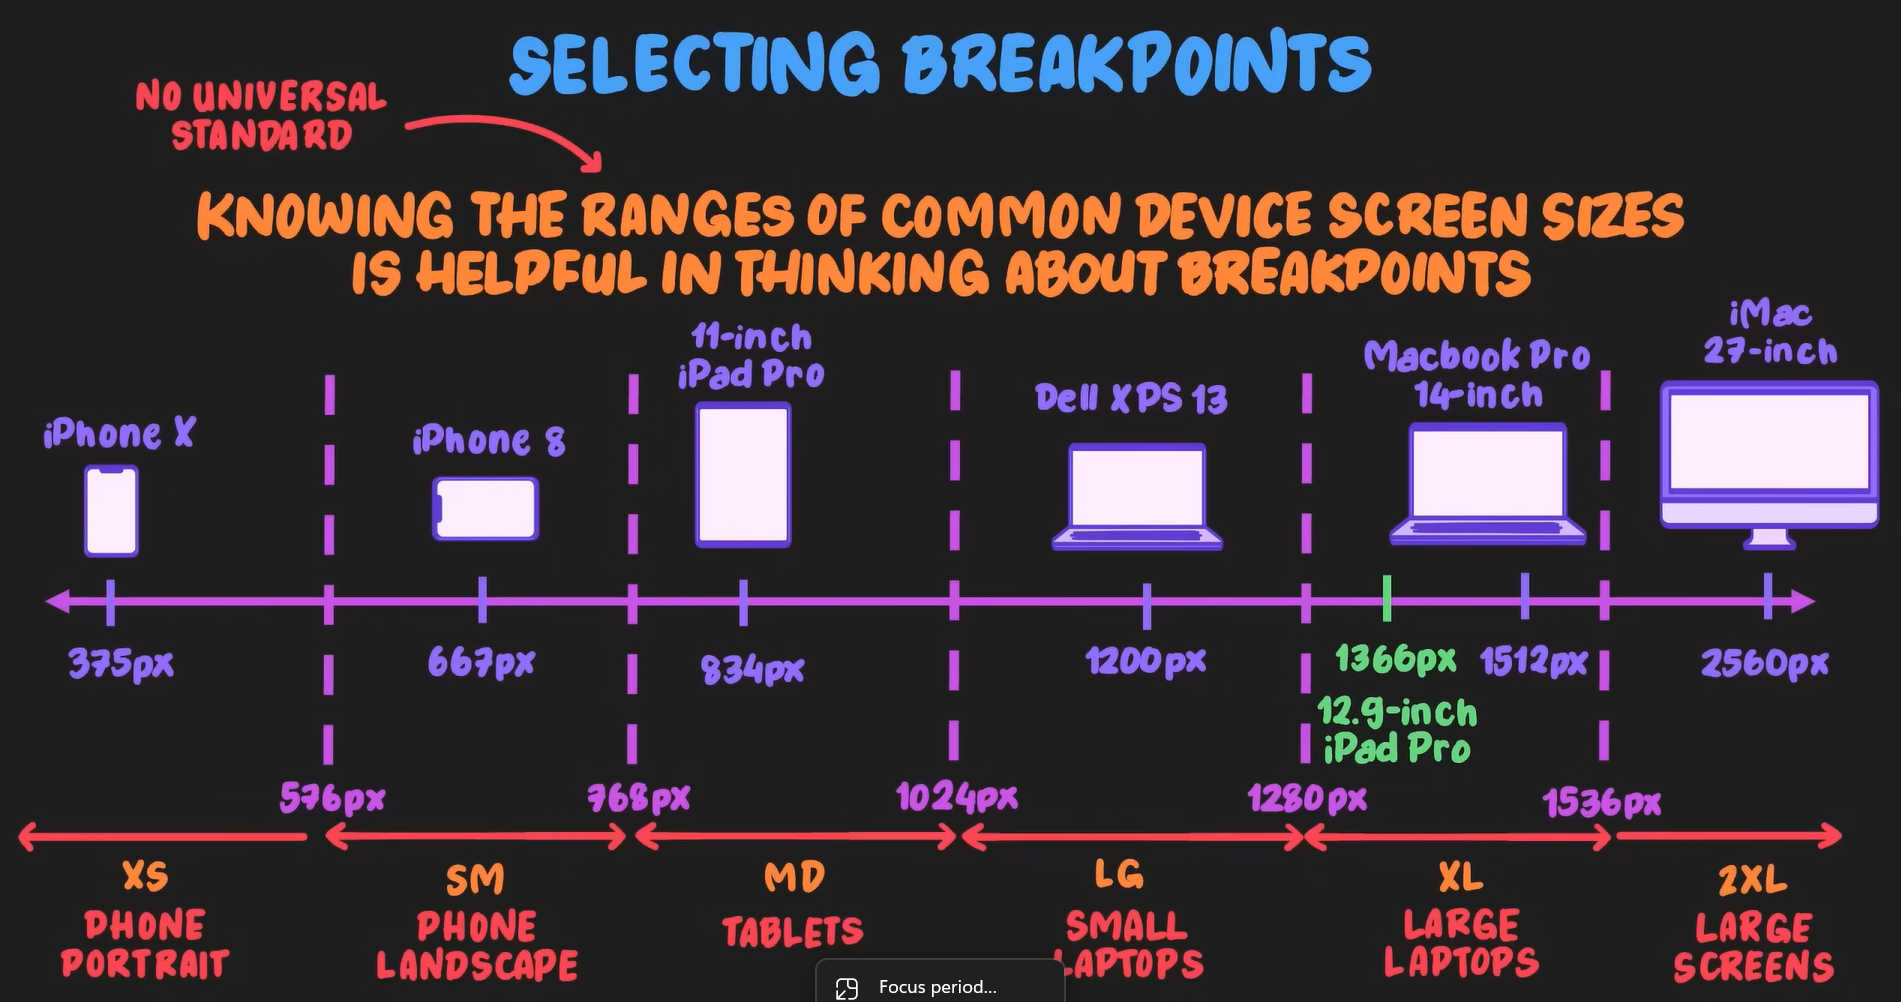 SELECTING BREAKPOINTS
NO UNIVERSAL
STANDARD
KNOWING THE RANGES OF COMMON DEVICE SCREEN SIZES
IS HELPFUL IN THINKING ABOUT BREAKPOINTS
iPhone X
iPhone 8
11-inch
iPad Pro
Dell XPS 13
Macbook Pro
14-inch
iMac
27-inch
375px
667px
834px
1200px
1366px
1512px
2560px
12.9-inch
iPad Pro
576px
768px
1024px
1280px
1536px
XS
PHONE
PORTRAIT
SM
PHONE
LANDSCAPE
MD
TABLETS
LG
SMALL
LAPTOPS
XL
LARGE
LAPTOPS
2XL
LARGE
SCREENS
Focus period...